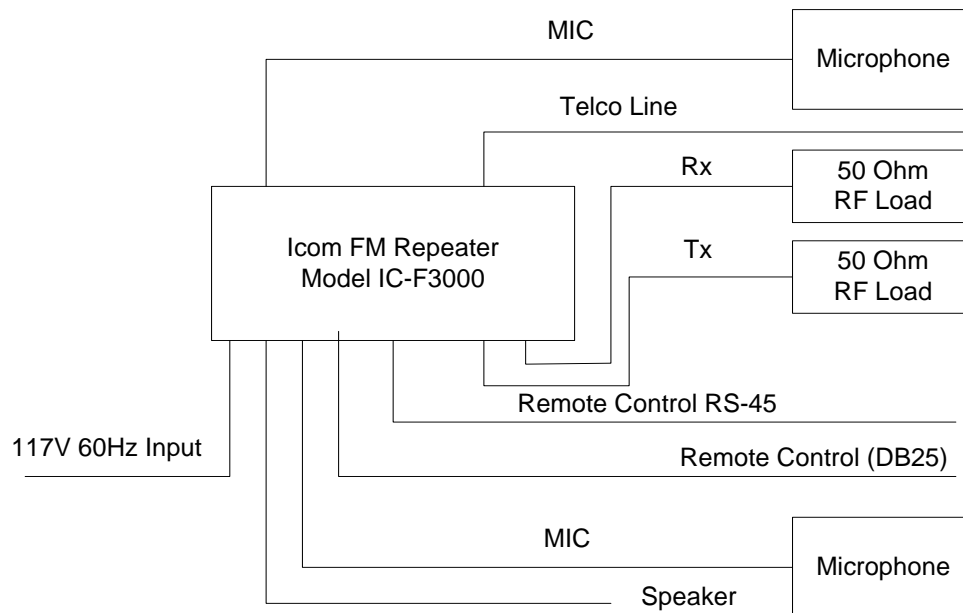 MIC
Microphone
Telco Line
Rx
50 Ohm
RF Load
Icom FM Repeater
Model IC-F3000
Tx
50 Ohm
RF Load
Remote Control RS-45
117V 60Hz Input
Remote Control (DB25)
MIC
Microphone
Speaker